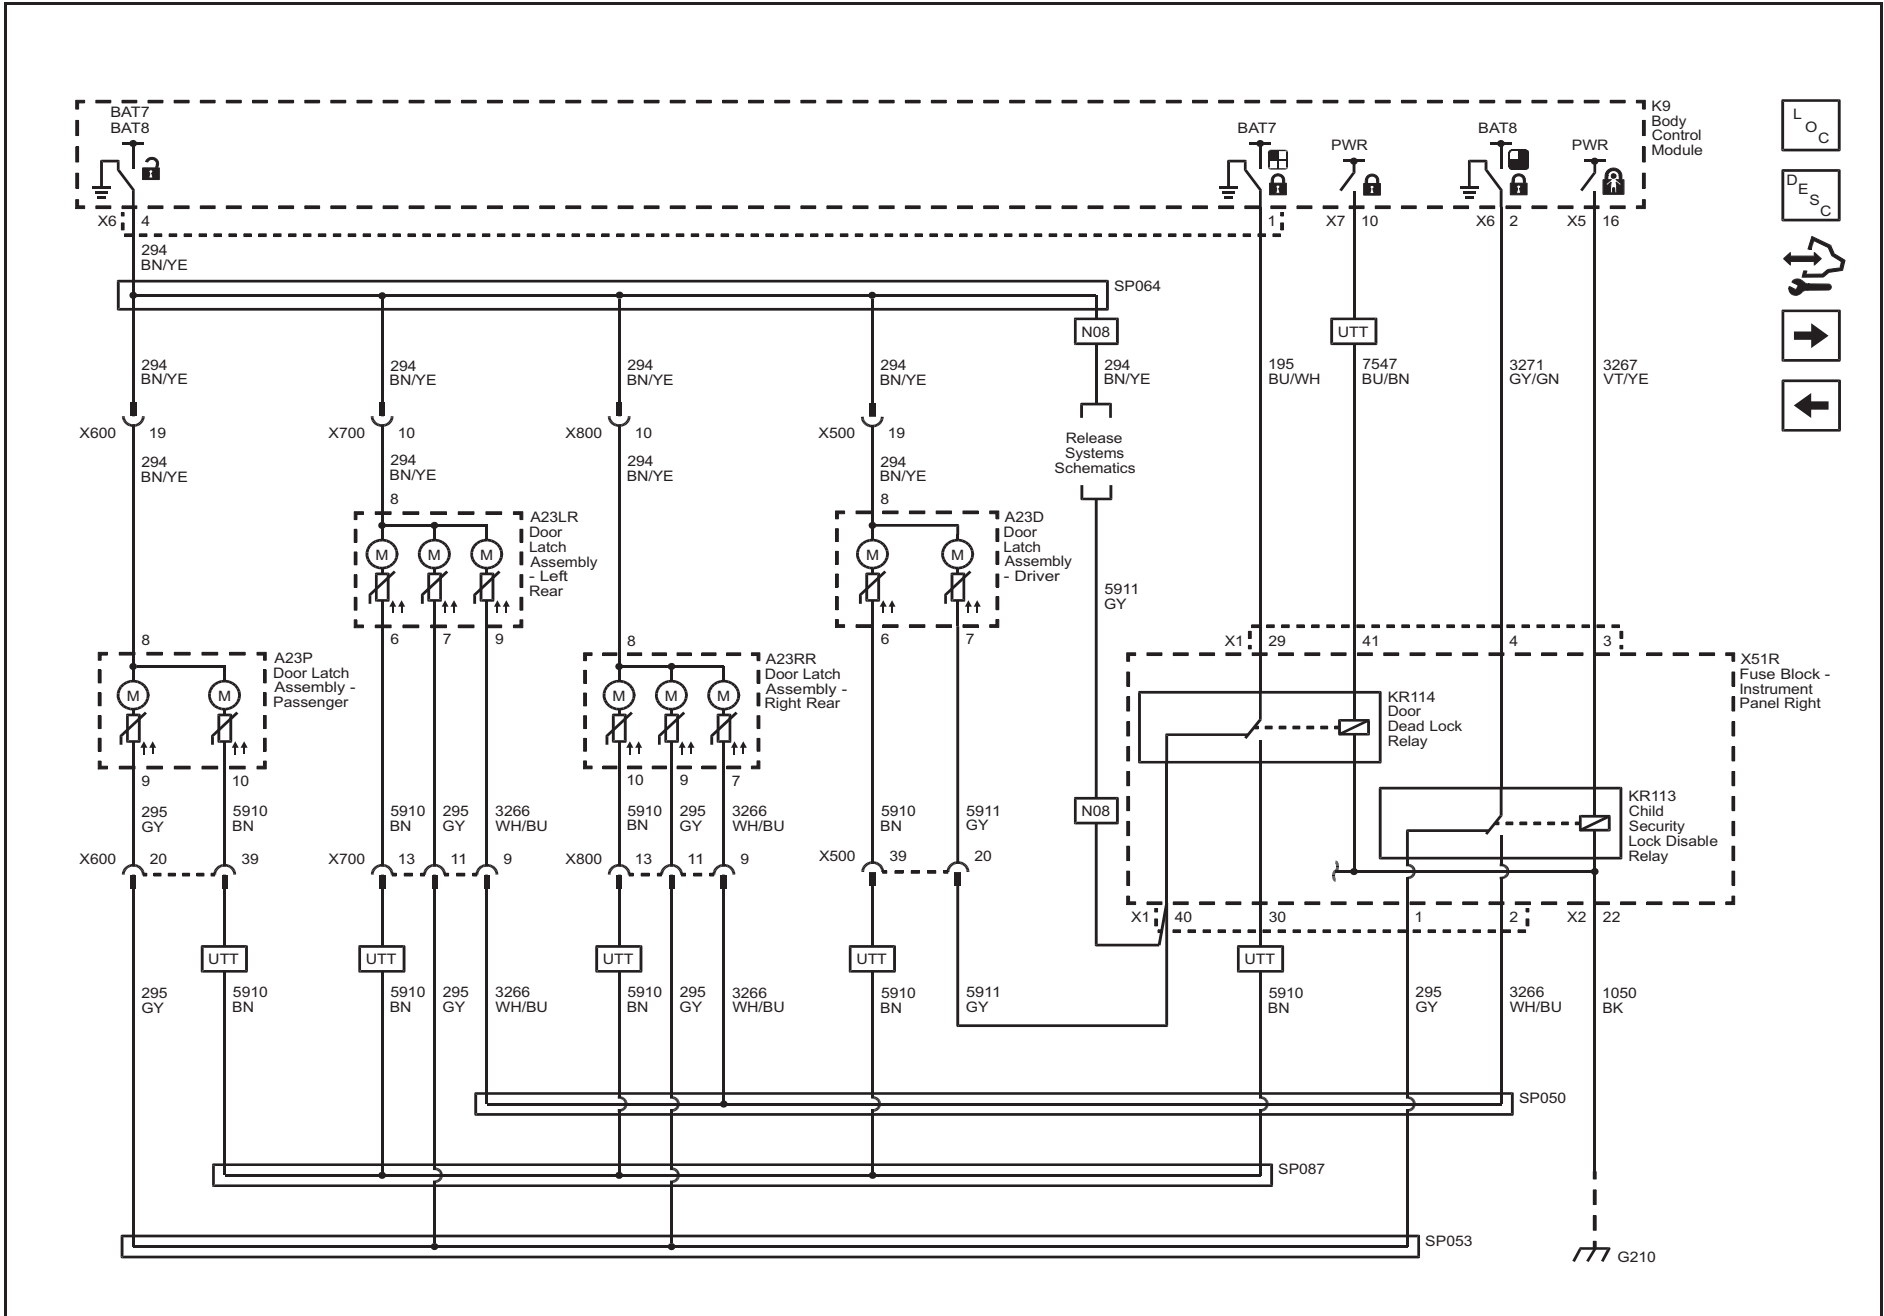 BAT7
BAT8
BAT7
PWR
BAT8
PWR
K9
Body
Control
Module
L
O
C
D
E
S
C
X6 4
1
X7 10
X6 2
X5 16
294
BN/YE
SP064
N08
UTT
294
BN/YE
294
BN/YE
294
BN/YE
294
BN/YE
294
BN/YE
195
BU/WH
7547
BU/BN
3271
GY/GN
3267
VT/YE
X600 19
X700 10
X800 10
X500 19
Release
Systems
Schematics
294
BN/YE
294
BN/YE
294
BN/YE
294
BN/YE
8
8
A23LR
Door
Latch
Assembly
- Left
Rear
M
M
M
A23D
Door
Latch
Assembly
- Driver
M
M
5911
GY
6
7
9
6
7
8
8
X1 29
41
4
3
A23P
Door Latch
Assembly -
Passenger
M
M
A23RR
Door Latch
Assembly -
Right Rear
M
M
M
X51R
Fuse Block -
Instrument
Panel Right
KR114
Door
Dead Lock
Relay
9
10
10
9
7
KR113
Child
Security
Lock Disable
Relay
N08
295
GY
5910
BN
5910
BN
295
GY
3266
WH/BU
5910
BN
295
GY
3266
WH/BU
5910
BN
5911
GY
X600 20
39
X700 13
11
9
X800 13
11
9
X500 39
20
X1 40
30
1
2
X2 22
UTT
UTT
UTT
UTT
UTT
295
GY
5910
BN
5910
BN
295
GY
3266
WH/BU
5910
BN
295
GY
3266
WH/BU
5910
BN
5911
GY
5910
BN
295
GY
3266
WH/BU
1050
BK
SP050
SP087
SP053
G210